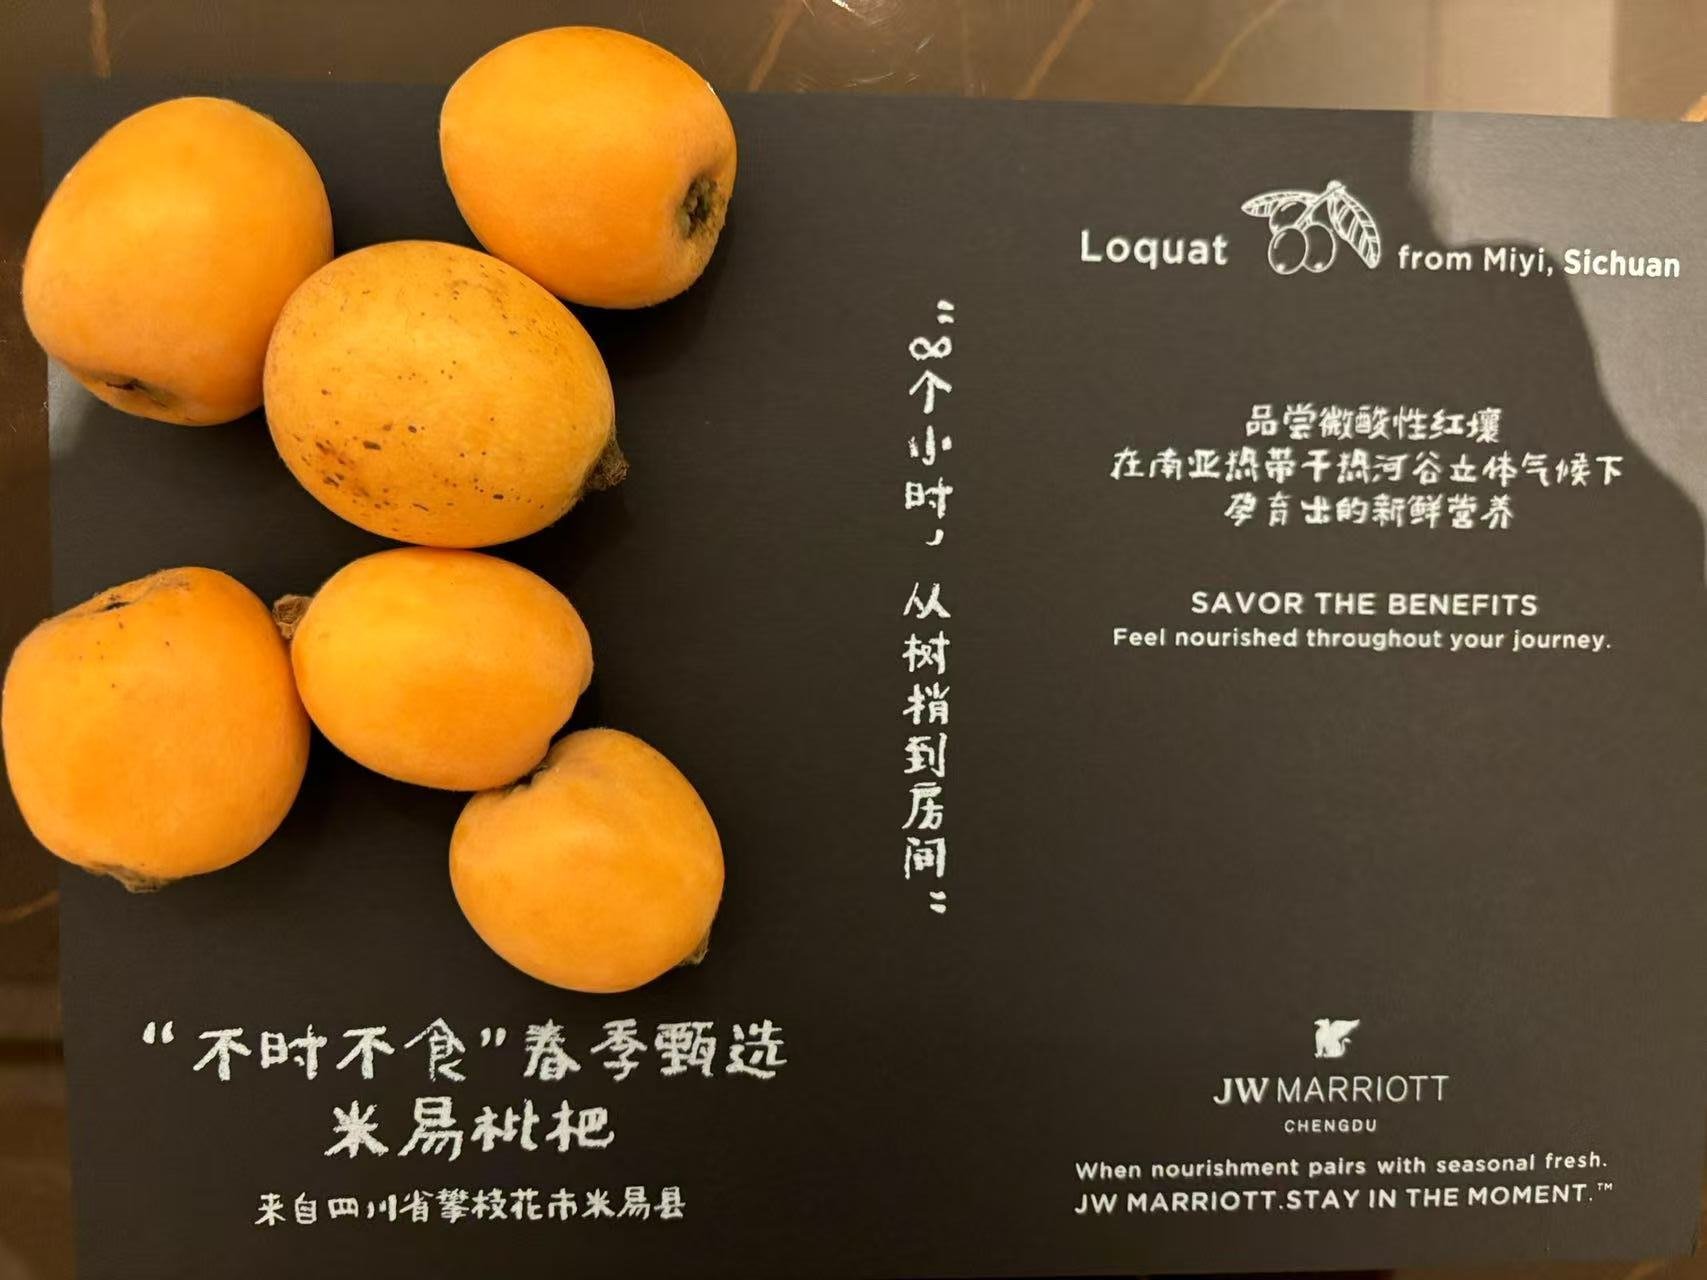 Loquat from Miyi, Sichuan
"8个小时，从树梢到房间"
品尝微酸性红壤
在南亚热带干热河谷立体气候下
孕育出的新鲜营养
SAVOR THE BENEFITS
Feel nourished throughout your journey.
"不时不食"春季甄选
米易枇杷
来自四川省攀枝花市米易县
JW MARRIOTT
CHENGDU
When nourishment pairs with seasonal fresh.
JW MARRIOTT.STAY IN THE MOMENT.™